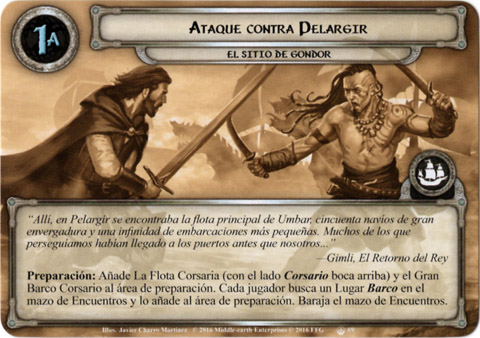 1A
Ataque contra Pelargir
El Sitio de Gondor
“Allí, en Pelargir se encontraba la flota principal de Umbar, cincuenta navíos de gran
envergadura y una infinidad de embarcaciones más pequeñas. Muchos de los que
perseguíamos habían llegado a los puertos antes que nosotros...”
—Gimli, El Retorno del Rey
Preparación: Añade La Flota Corsaria (con el lado Corsario boca arriba) y el Gran
Barco Corsario al área de preparación. Cada jugador busca un Lugar Barco en el
mazo de Encuentros y lo añade al área de preparación. Baraja el mazo de Encuentros.
Illus. Javier Charro Martínez © 2016 Middle-earth Enterprises © 2016 FFG